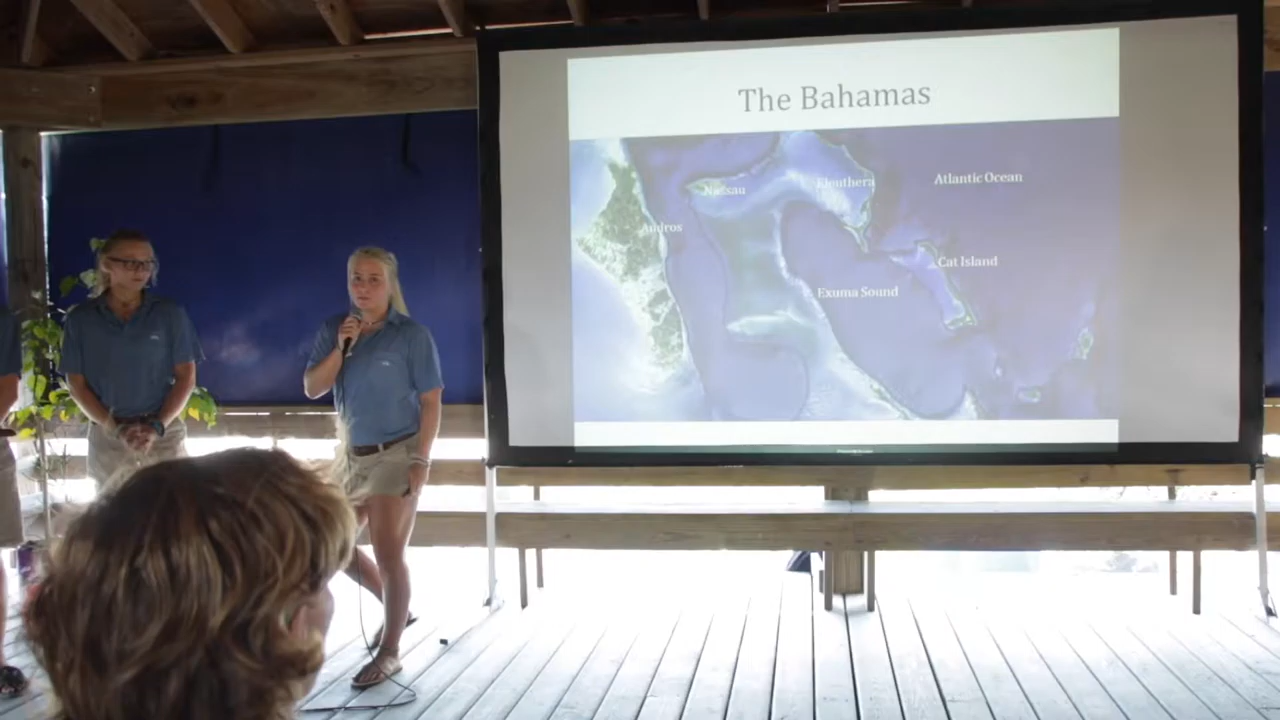 The Bahamas
Nassau
Eleuthera
Atlantic Ocean
Andros
Cat Island
Exuma Sound